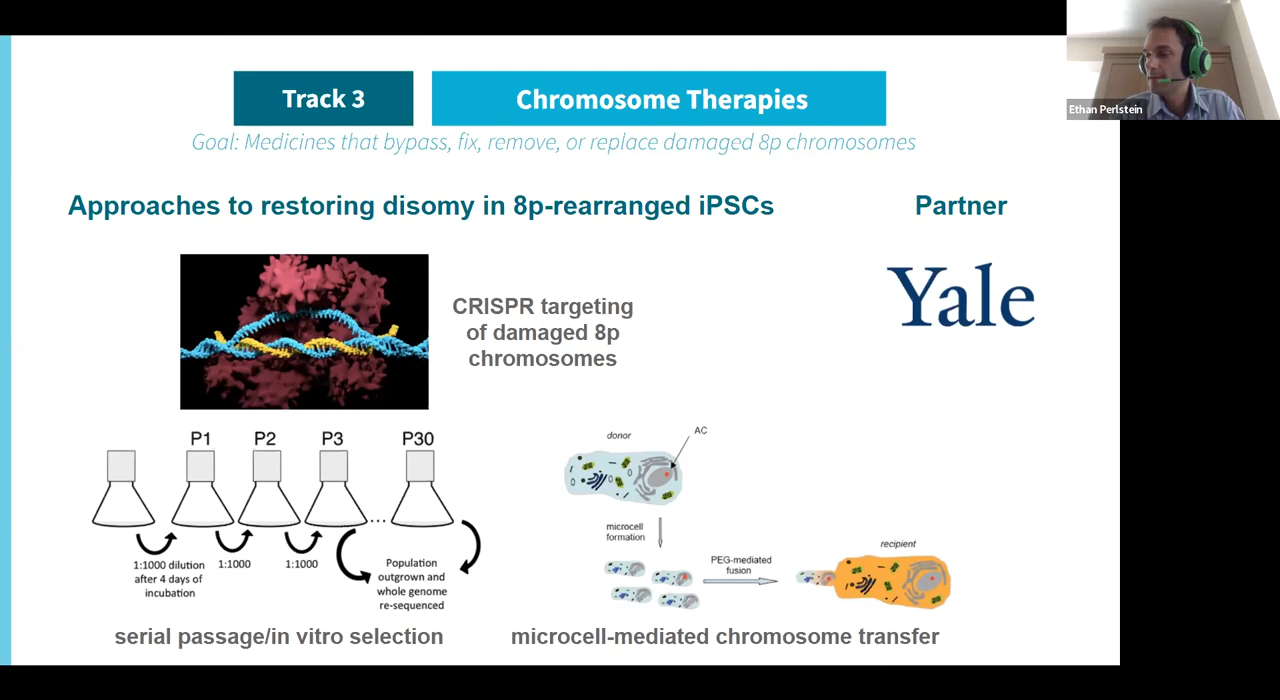 Ethan Perlstein
Track 3
Chromosome Therapies
Goal: Medicines that bypass, fix, remove, or replace damaged 8p chromosomes
Approaches to restoring disomy in 8p-rearranged iPSCs
Partner
Yale
CRISPR targeting
of damaged 8p
chromosomes
P1
P2
P3
P30
...
1:1000 dilution
after 4 days of
incubation
1:1000
1:1000
Population
outgrown and
whole genome
re-sequenced
serial passage/in vitro selection
donor
AC
microcell
formation
PEG-mediated
fusion
recipient
microcell-mediated chromosome transfer